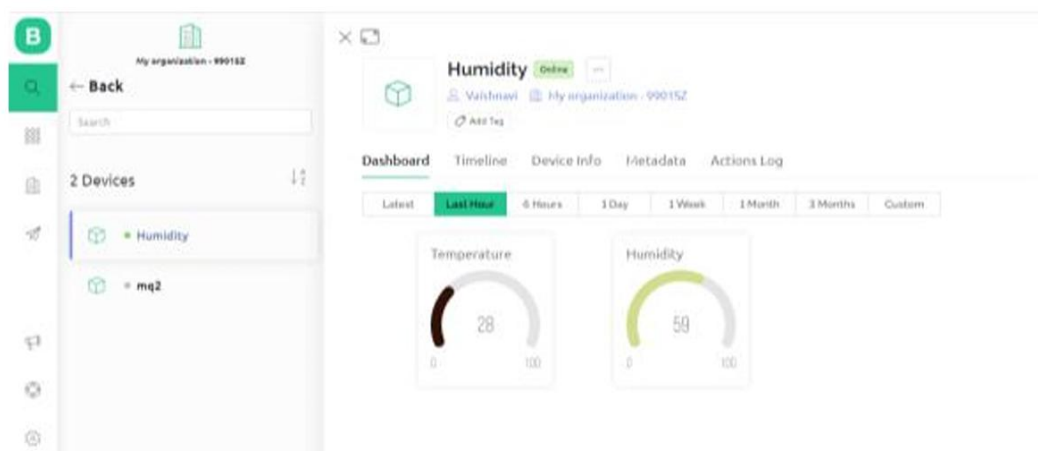 B
My organization - 9901SZ
← Back
Search
2 Devices
Humidity
mq2
Humidity Online ...
Vaishnavi My organization - 9901SZ
Add Tag
Dashboard Timeline Device Info Metadata Actions Log
Latest Last Hour 6 Hours 1 Day 1 Week 1 Month 3 Months Custom
Temperature Humidity
28 59
0 100 0 100